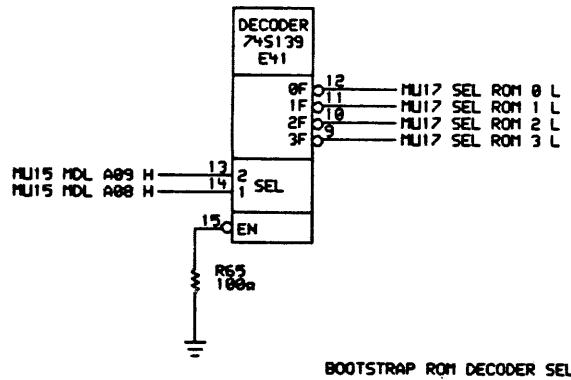 DECODER
74S139
E41
0F 12 MU17 SEL ROM 0 L
1F 11 MU17 SEL ROM 1 L
2F 10 MU17 SEL ROM 2 L
3F 9 MU17 SEL ROM 3 L
MU15 MDL A09 H 13 2
MU15 MDL A08 H 14 1
SEL
15 EN
R65
100Ω
BOOTSTRAP ROM DECODER SEL